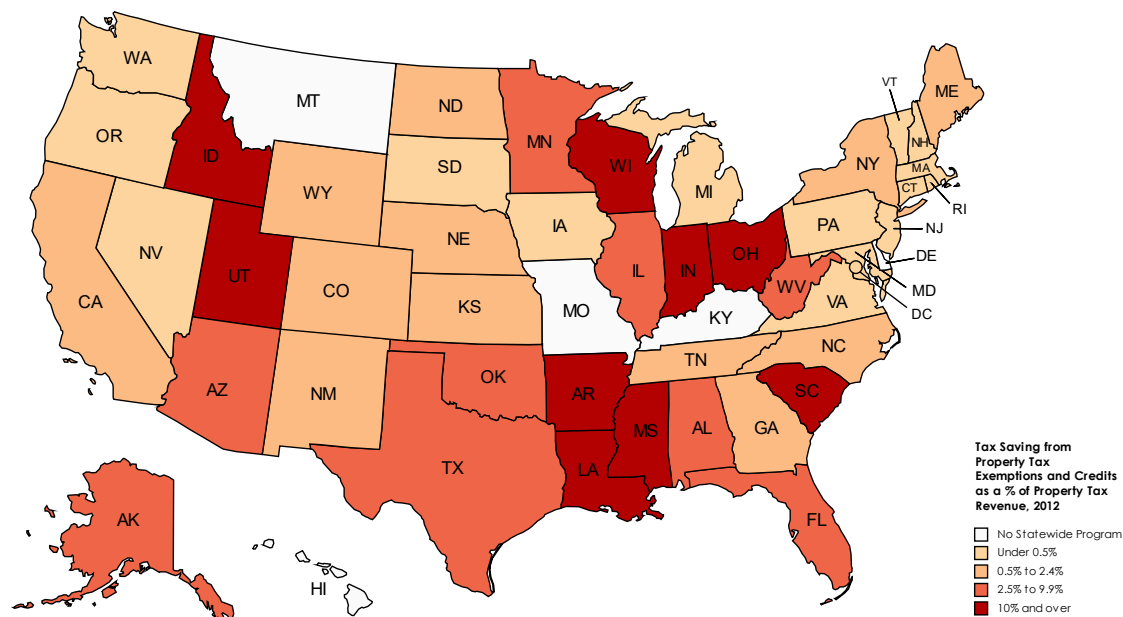 WA
MT
ND
MN
VT
ME
OR
ID
SD
WI
NH
NY
MA
WY
MI
CT
RI
IA
PA
NJ
NV
NE
DE
UT
OH
IL
IN
CO
WV
MD
CA
KS
MO
KY
VA
DC
NC
TN
AZ
NM
OK
AR
SC
MS
AL
GA
TX
LA
Tax Saving from
Property Tax
Exemptions and Credits
as a % of Property Tax
Revenue, 2012
AK
FL
No Statewide Program
Under 0.5%
0.5% to 2.4%
HI
2.5% to 9.9%
10% and over